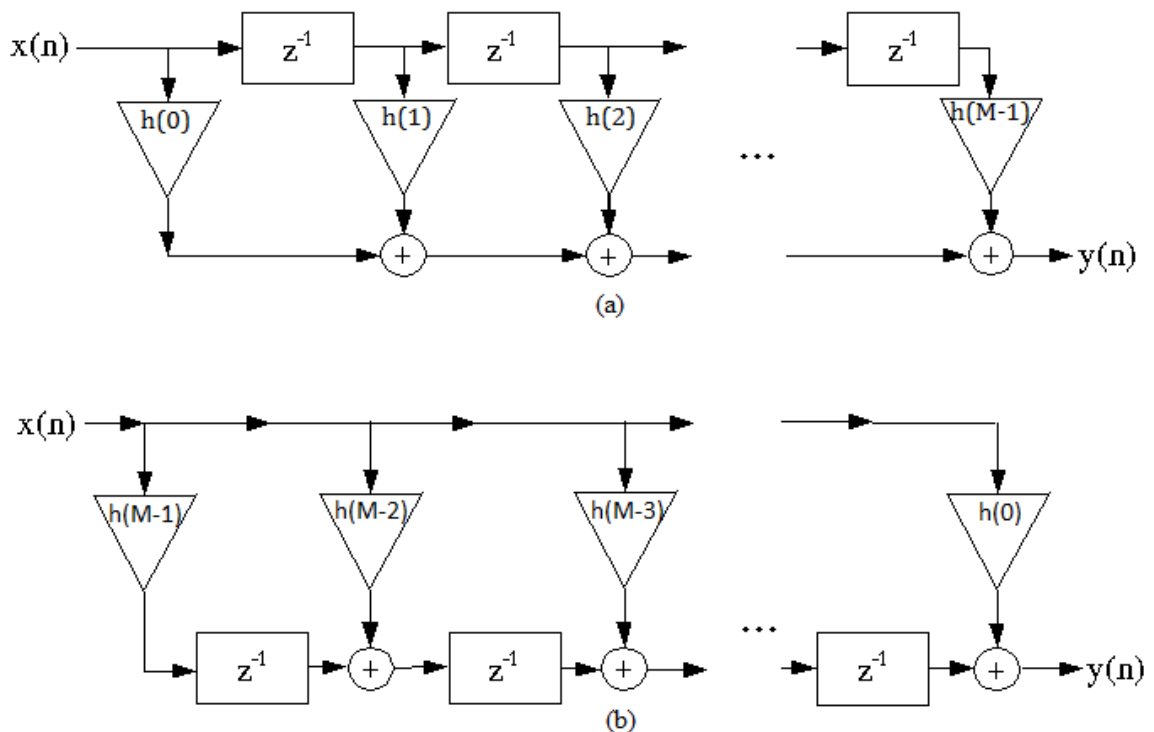 x(n) z⁻¹ z⁻¹ z⁻¹
h(0) h(1) h(2) h(M-1)
...
+ + + y(n)
(a)
x(n)
h(M-1) h(M-2) h(M-3) h(0)
...
z⁻¹ + z⁻¹ + z⁻¹ + y(n)
(b)